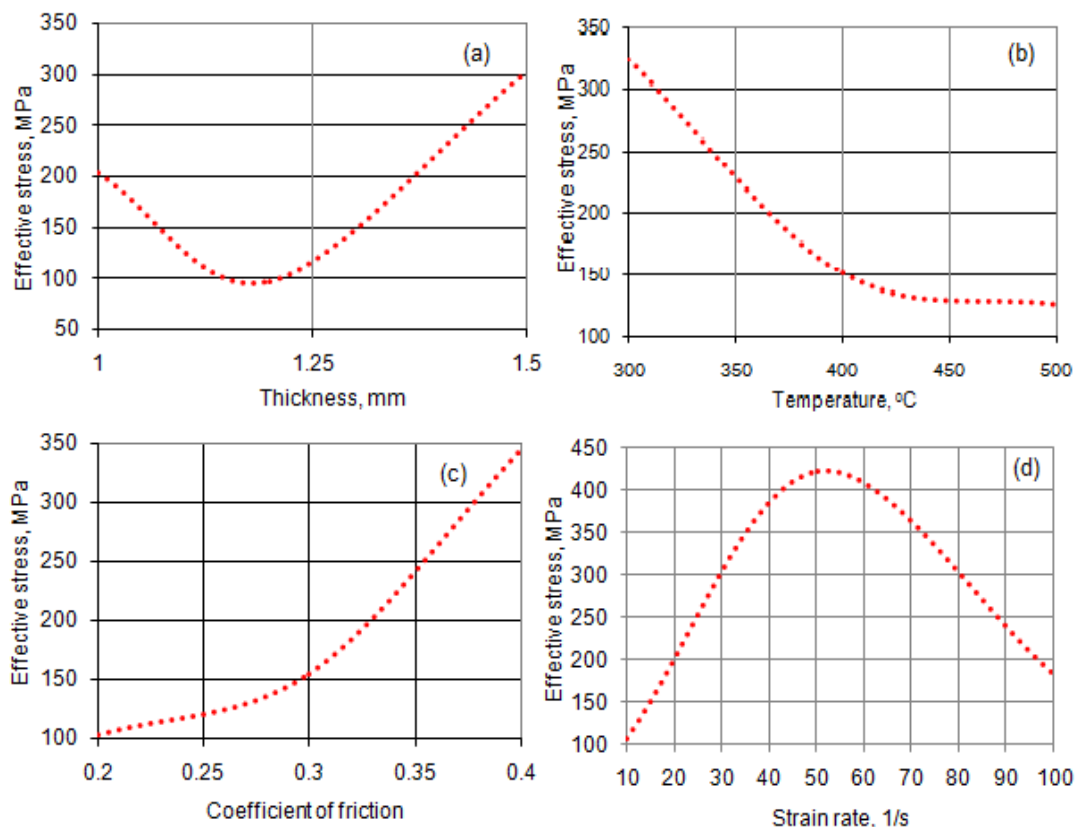 (a)
Effective stress, MPa
350
300
250
200
150
100
50
1 1.25 1.5
Thickness, mm
(b)
Effective stress, MPa
350
300
250
200
150
100
300 350 400 450 500
Temperature, ºC
(c)
Effective stress, MPa
350
300
250
200
150
100
0.2 0.25 0.3 0.35 0.4
Coefficient of friction
(d)
Effective stress, MPa
450
400
350
300
250
200
150
100
10 20 30 40 50 60 70 80 90 100
Strain rate, 1/s